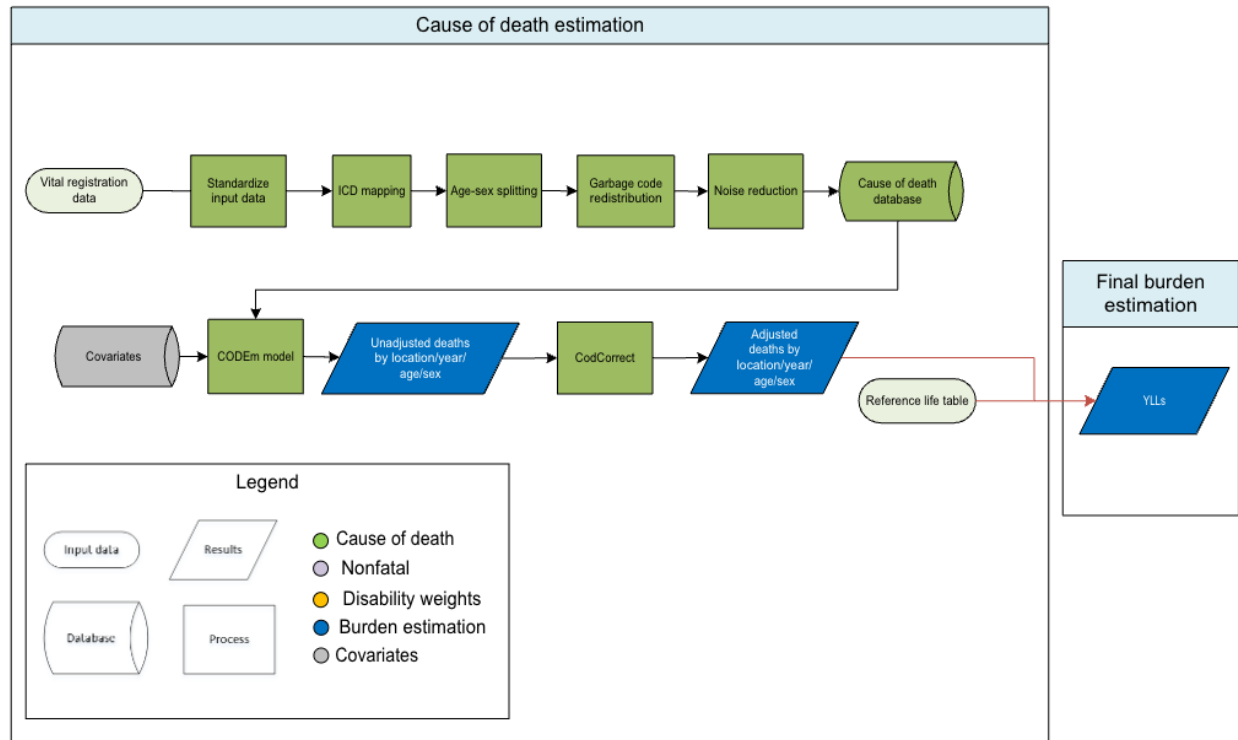 Cause of death estimation
Vital registration
data
Standardize
input data
ICD mapping
Age-sex splitting
Garbage code
redistribution
Noise reduction
Cause of death
database
Covariates
CODEm model
Unadjusted deaths
by location/year/
age/sex
CodCorrect
Adjusted
deaths by
location/year/
age/sex
Reference life table
Final burden
estimation
YLLs
Legend
Input data
Results
Database
Process
Cause of death
Nonfatal
Disability weights
Burden estimation
Covariates